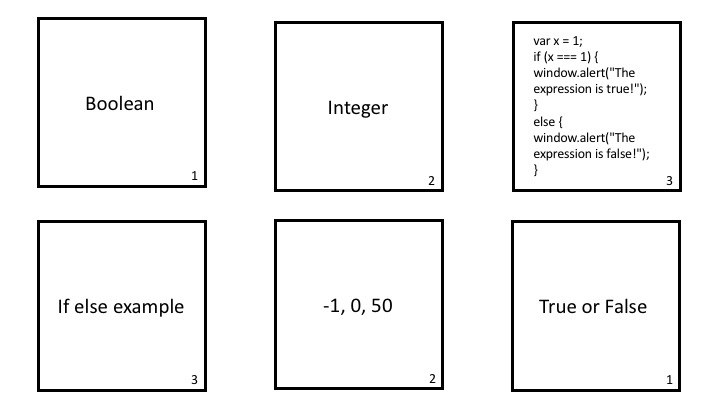 Boolean
1
Integer
2
var x = 1;
if (x === 1) {
window.alert("The
expression is true!");
}
else {
window.alert("The
expression is false!");
}
3
If else example
3
-1, 0, 50
2
True or False
1